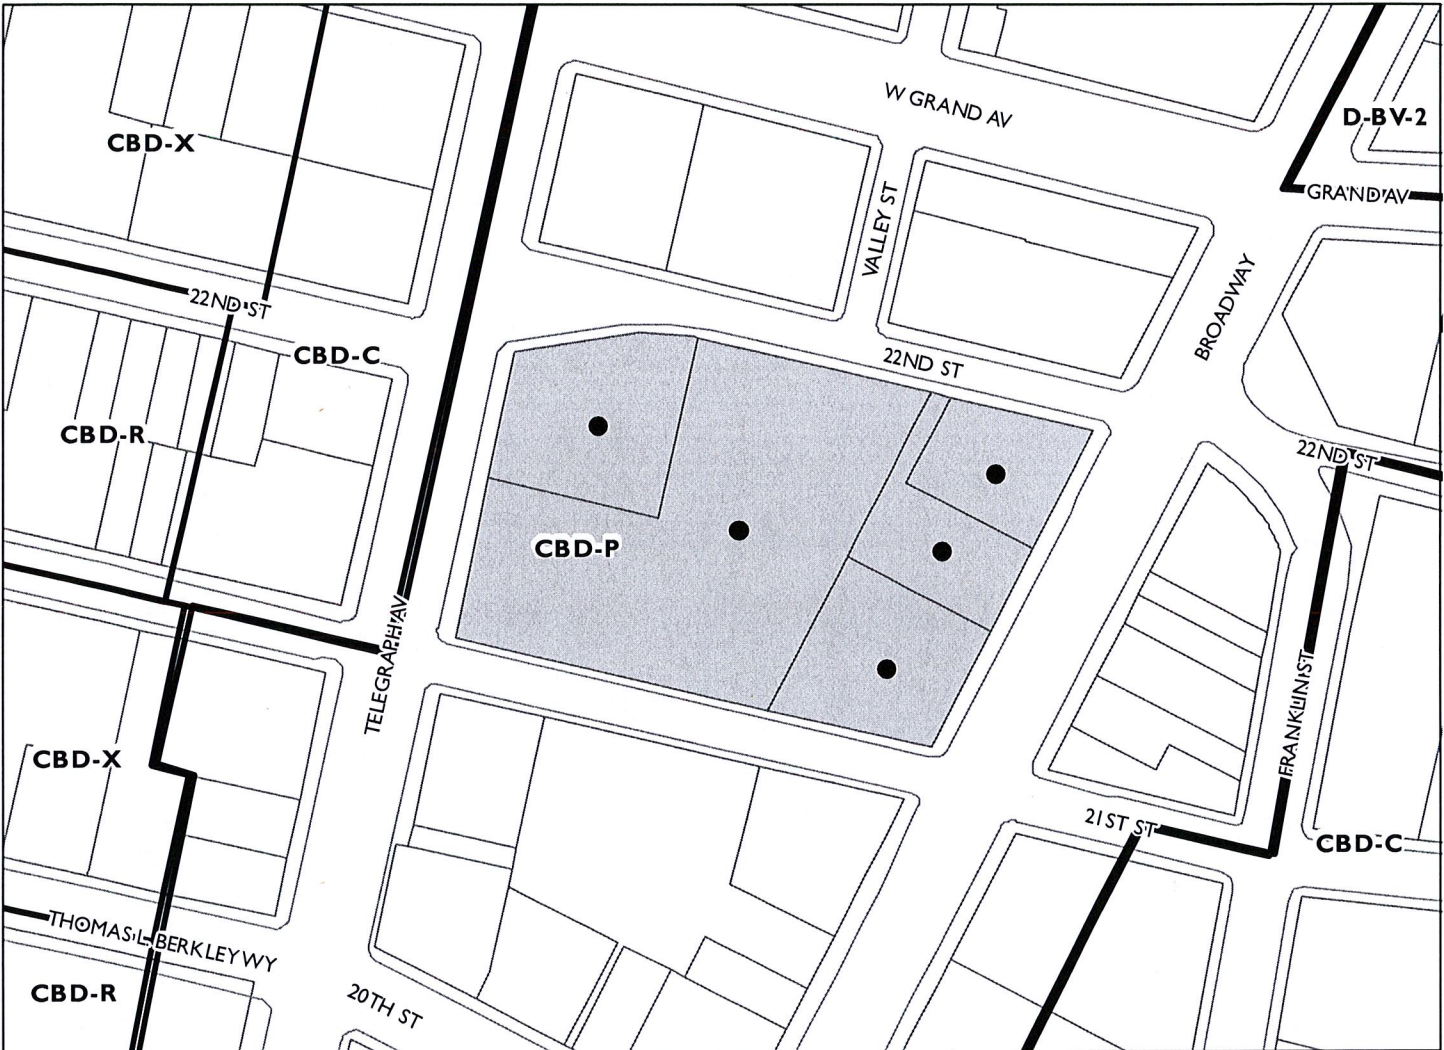 W GRAND AV
D-BV-2
CBD-X
GRAND AV
VALLEY ST
22ND ST
BROADWAY
CBD-C
22ND ST
CBD-R
22ND ST
CBD-P
TELEGRAPH AV
FRANKLIN ST
CBD-X
21ST ST
CBD-C
THOMAS L BERKLEY WY
CBD-R
20TH ST